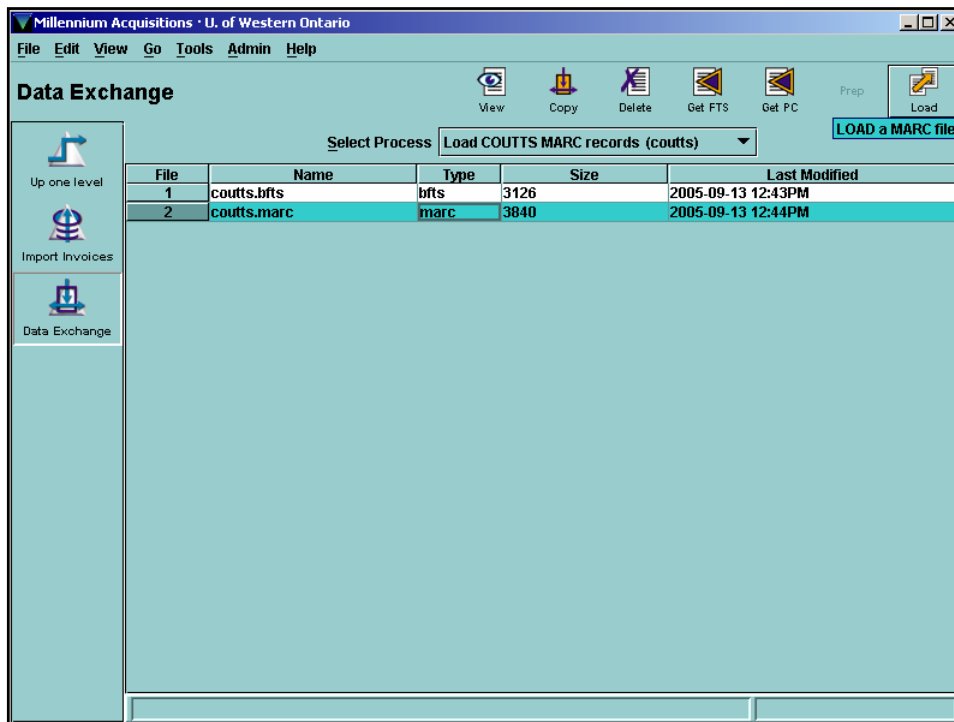 Millennium Acquisitions · U. of Western Ontario
File Edit View Go Tools Admin Help
Data Exchange
View Copy Delete Get FTS Get PC Prep Load
LOAD a MARC file
Select Process Load COUTTS MARC records (coutts)
Up one level
Import Invoices
Data Exchange
File Name Type Size Last Modified
1 coutts.bfts bfts 3126 2005-09-13 12:43PM
2 coutts.marc marc 3840 2005-09-13 12:44PM